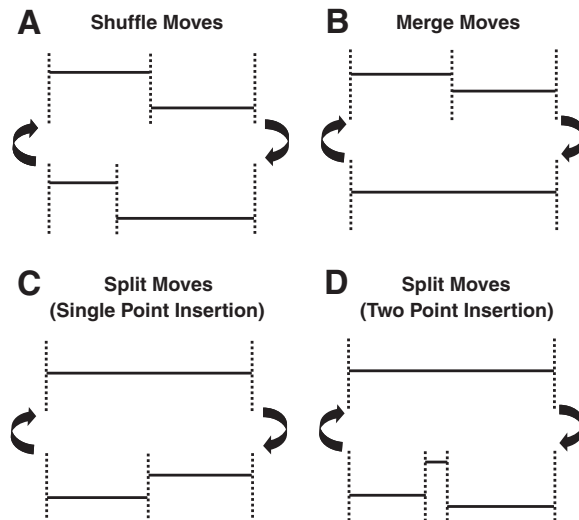 A
Shuffle Moves
B
Merge Moves
C
Split Moves
(Single Point Insertion)
D
Split Moves
(Two Point Insertion)